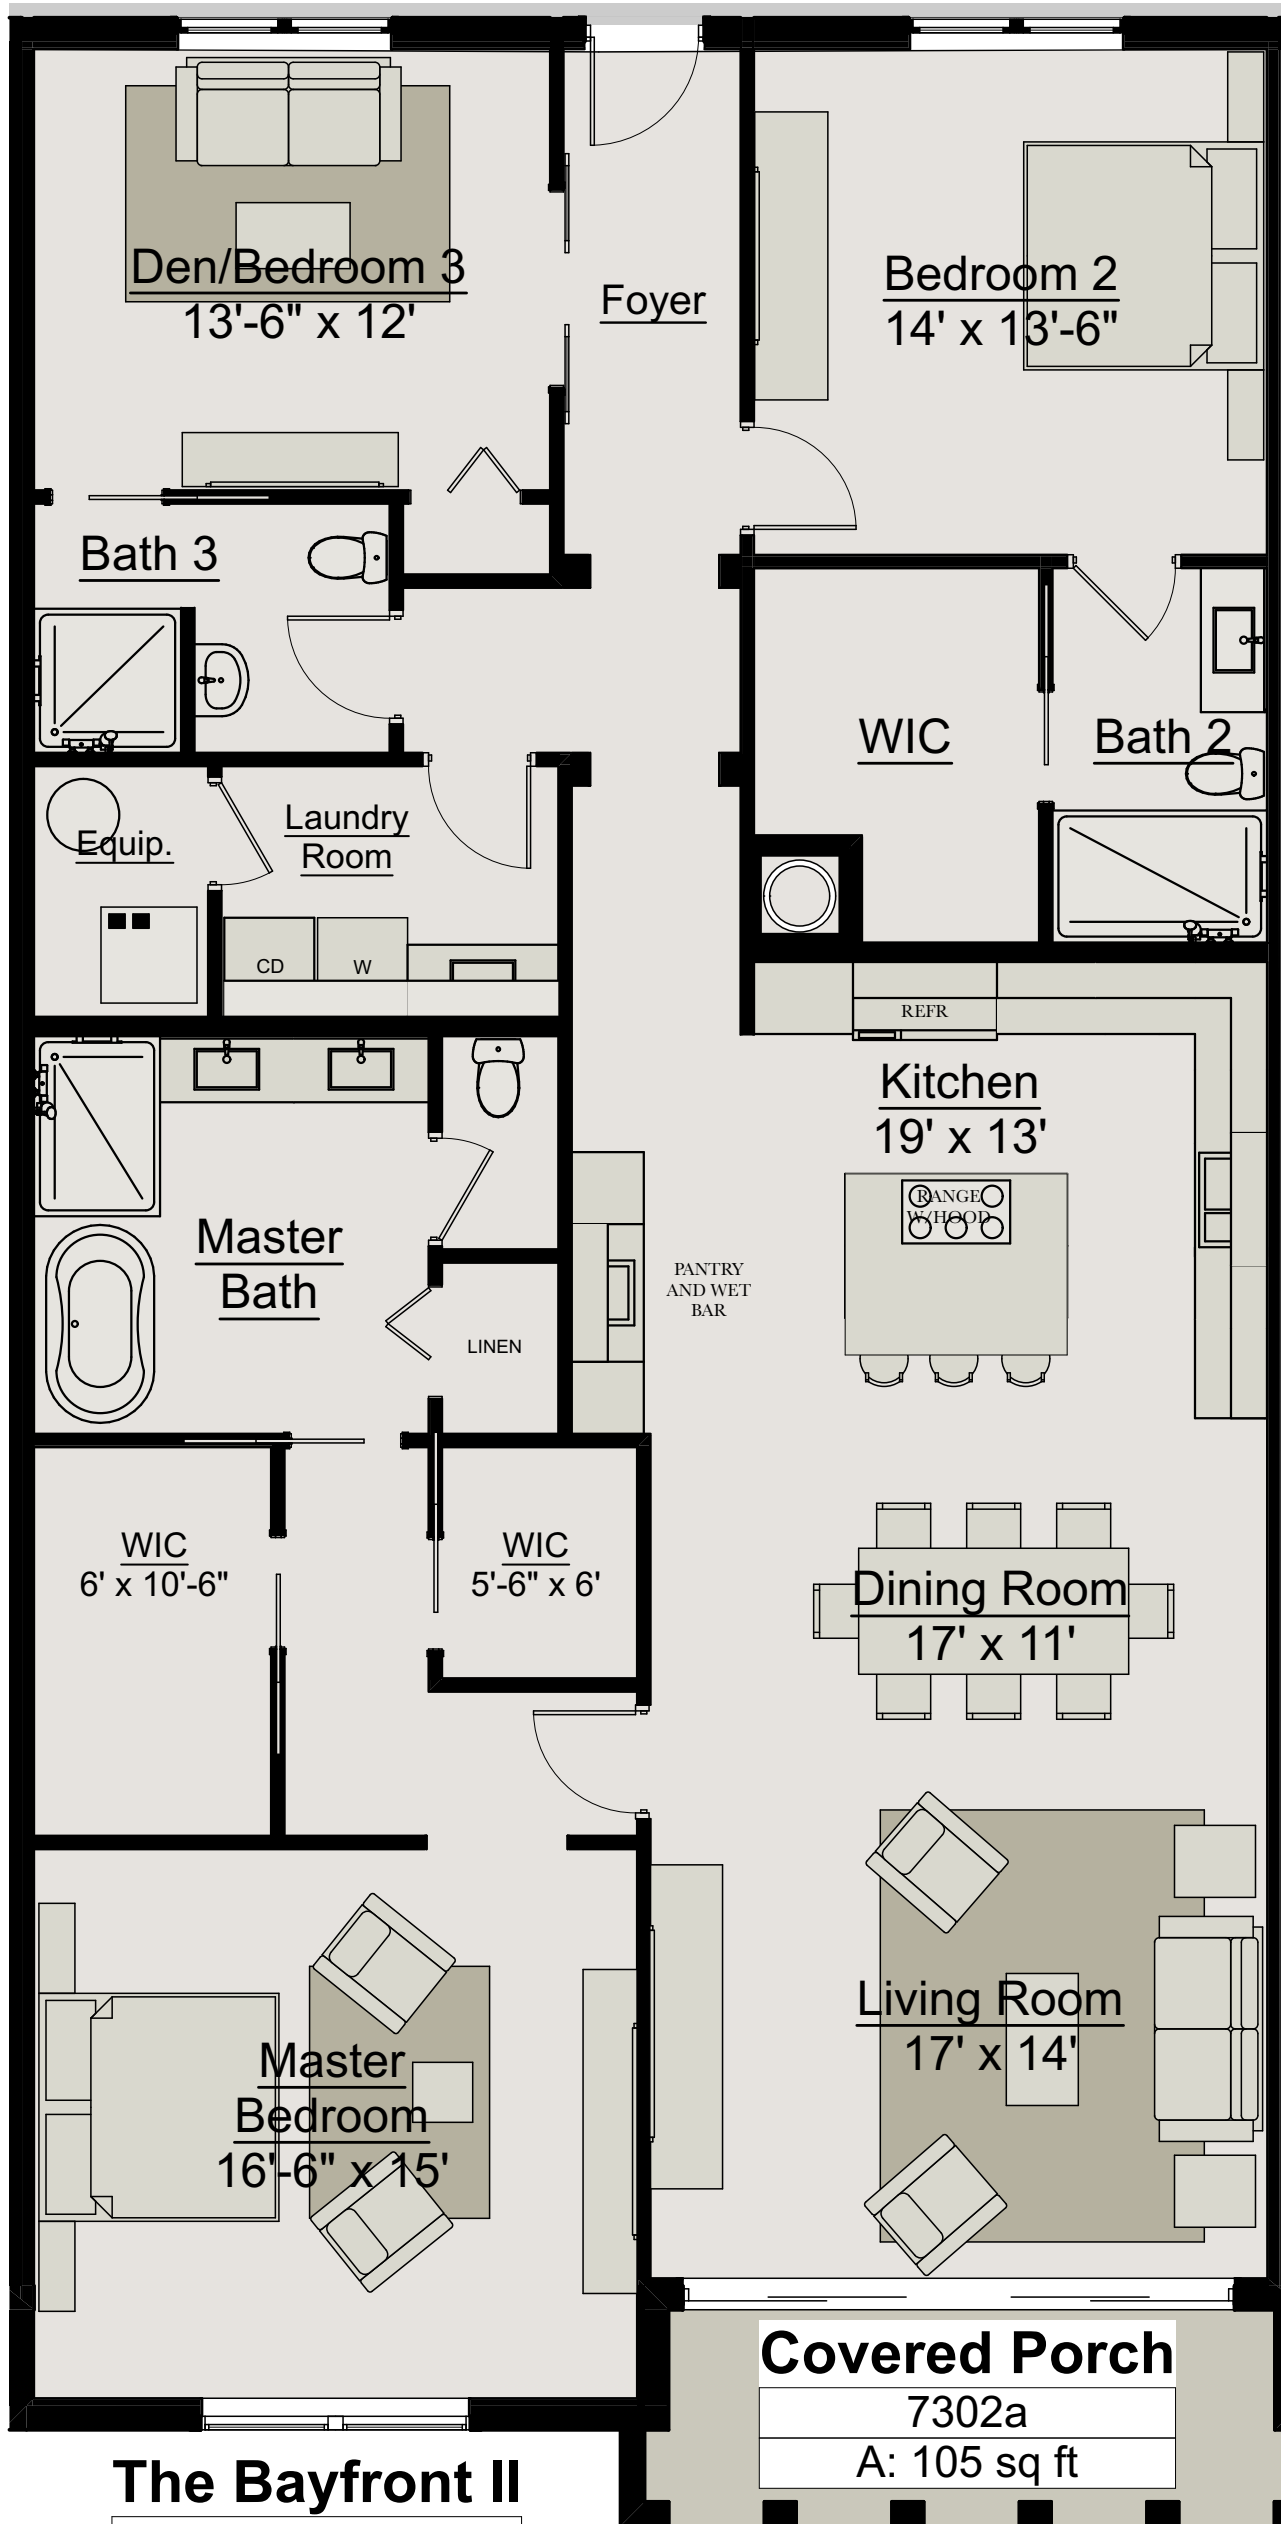 Den/Bedroom 3
13'-6" x 12'
Foyer
Bedroom 2
14' x 13'-6"
Bath 3
WIC
Bath 2
Equip.
Laundry
Room
CD
W
REFR
Kitchen
19' x 13'
RANGE
W/HOOD
Master
Bath
PANTRY
AND WET
BAR
LINEN
WIC
6' x 10'-6"
WIC
5'-6" x 6'
Dining Room
17' x 11'
Living Room
17' x 14'
Master
Bedroom
16'-6" x 15'
Covered Porch
7302a
A: 105 sq ft
The Bayfront II